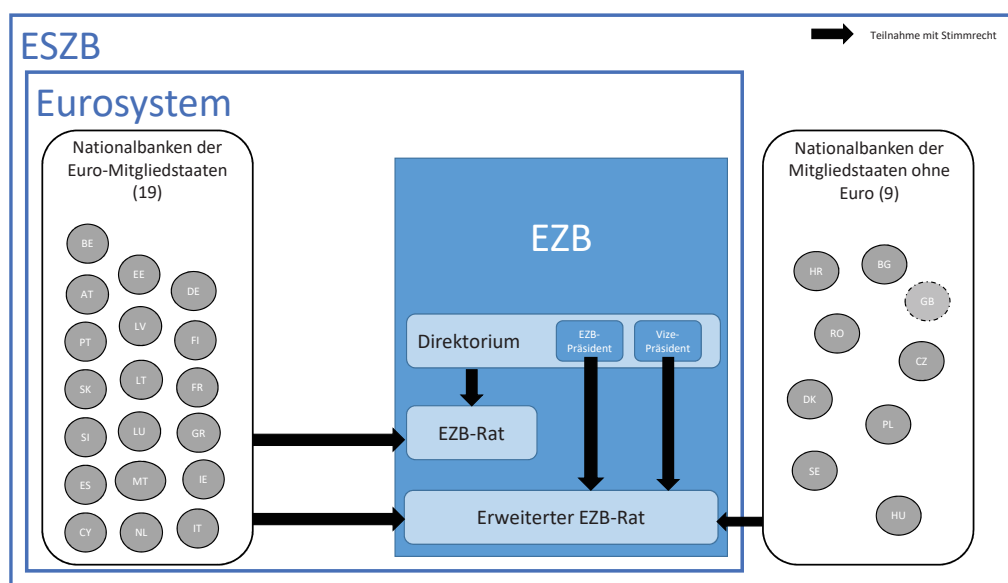 ESZB
Teilnahme mit Stimmrecht
Eurosystem
Nationalbanken der
Euro-Mitgliedstaaten
(19)
BE
EE
DE
AT
LV
PT
FI
LT
SK
FR
LU
GR
SI
MT
IE
ES
IT
CY
NL
EZB
Direktorium
EZB-
Präsident
Vize-
Präsident
EZB-Rat
Erweiterter EZB-Rat
Nationalbanken der
Mitgliedstaaten ohne
Euro (9)
BG
HR
GB
RO
CZ
DK
PL
SE
HU